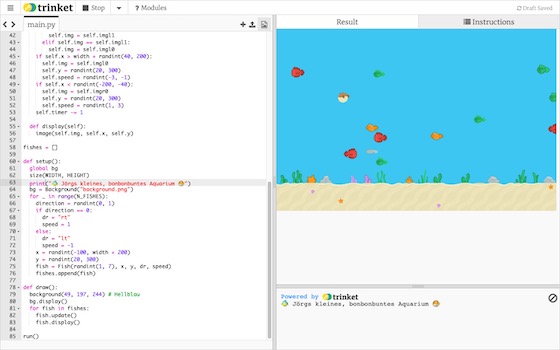 trinket
Stop
? Modules
Draft Saved
main.py
Result
Instructions
42 self.img = self.imgl1
43 elif self.img == self.imgl1:
44 self.img = self.imgl0
45 if self.x > width + randint(40, 200):
46 self.img = self.imgl0
47 self.y = randint(20, 300)
48 self.speed = randint(-3, -1)
49 if self.x < randint(-200, -40):
50 self.img = self.imgr0
51 self.y = randint(20, 300)
52 self.speed = randint(1, 3)
53 self.timer -= 1
54
55 def display(self):
56 image(self.img, self.x, self.y)
57
58 fishes = []
59
60 def setup():
61 global bg
62 size(WIDTH, HEIGHT)
63 print("🐟 Jörgs kleines, bonbonbuntes Aquarium 🐡")
64 bg = Background("background.png")
65 for _ in range(N_FISHES):
66 direction = randint(0, 1)
67 if direction == 0:
68 dr = "rt"
69 speed = 1
70 else:
71 dr = "lt"
72 speed = -1
73 x = randint(-100, width + 200)
74 y = randint(20, 300)
75 fish = Fish(randint(1, 7), x, y, dr, speed)
76 fishes.append(fish)
77
78 def draw():
79 background(49, 197, 244) # Hellblau
80 bg.display()
81 for fish in fishes:
82 fish.update()
83 fish.display()
84
85 run()
Powered by trinket
🐟 Jörgs kleines, bonbonbuntes Aquarium 🐡